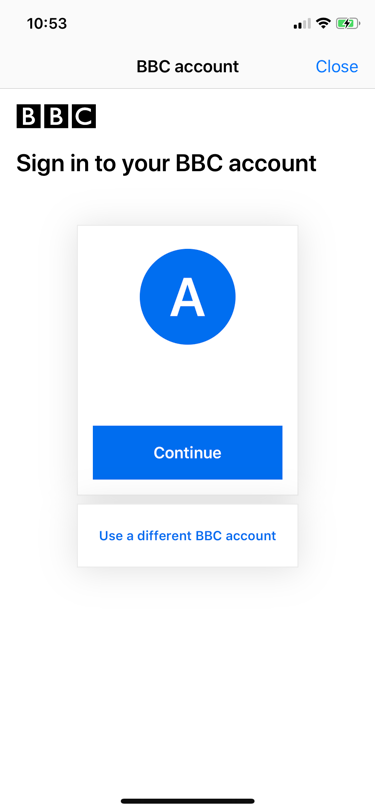 10:53
BBC account
Close
BBC
Sign in to your BBC account
A
Continue
Use a different BBC account